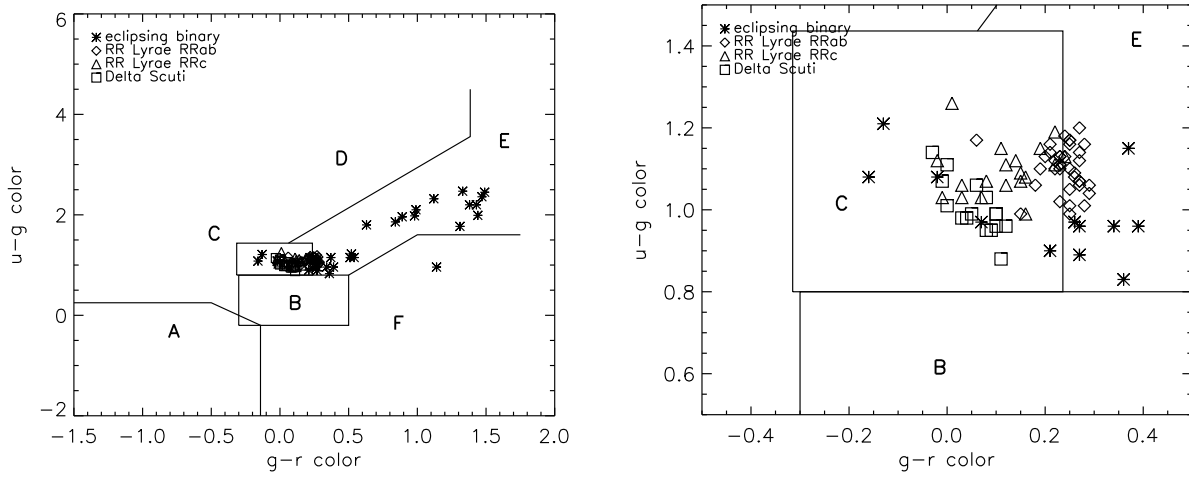 6
4
2
0
−2
u−g color
eclipsing binary
RR Lyrae RRab
RR Lyrae RRc
Delta Scuti
D
E
C
B
A
F
−1.5 −1.0 −0.5 0.0 0.5 1.0 1.5 2.0
g−r color
1.4
1.2
1.0
0.8
0.6
u−g color
eclipsing binary
RR Lyrae RRab
RR Lyrae RRc
Delta Scuti
E
C
B
−0.4 −0.2 0.0 0.2 0.4
g−r color